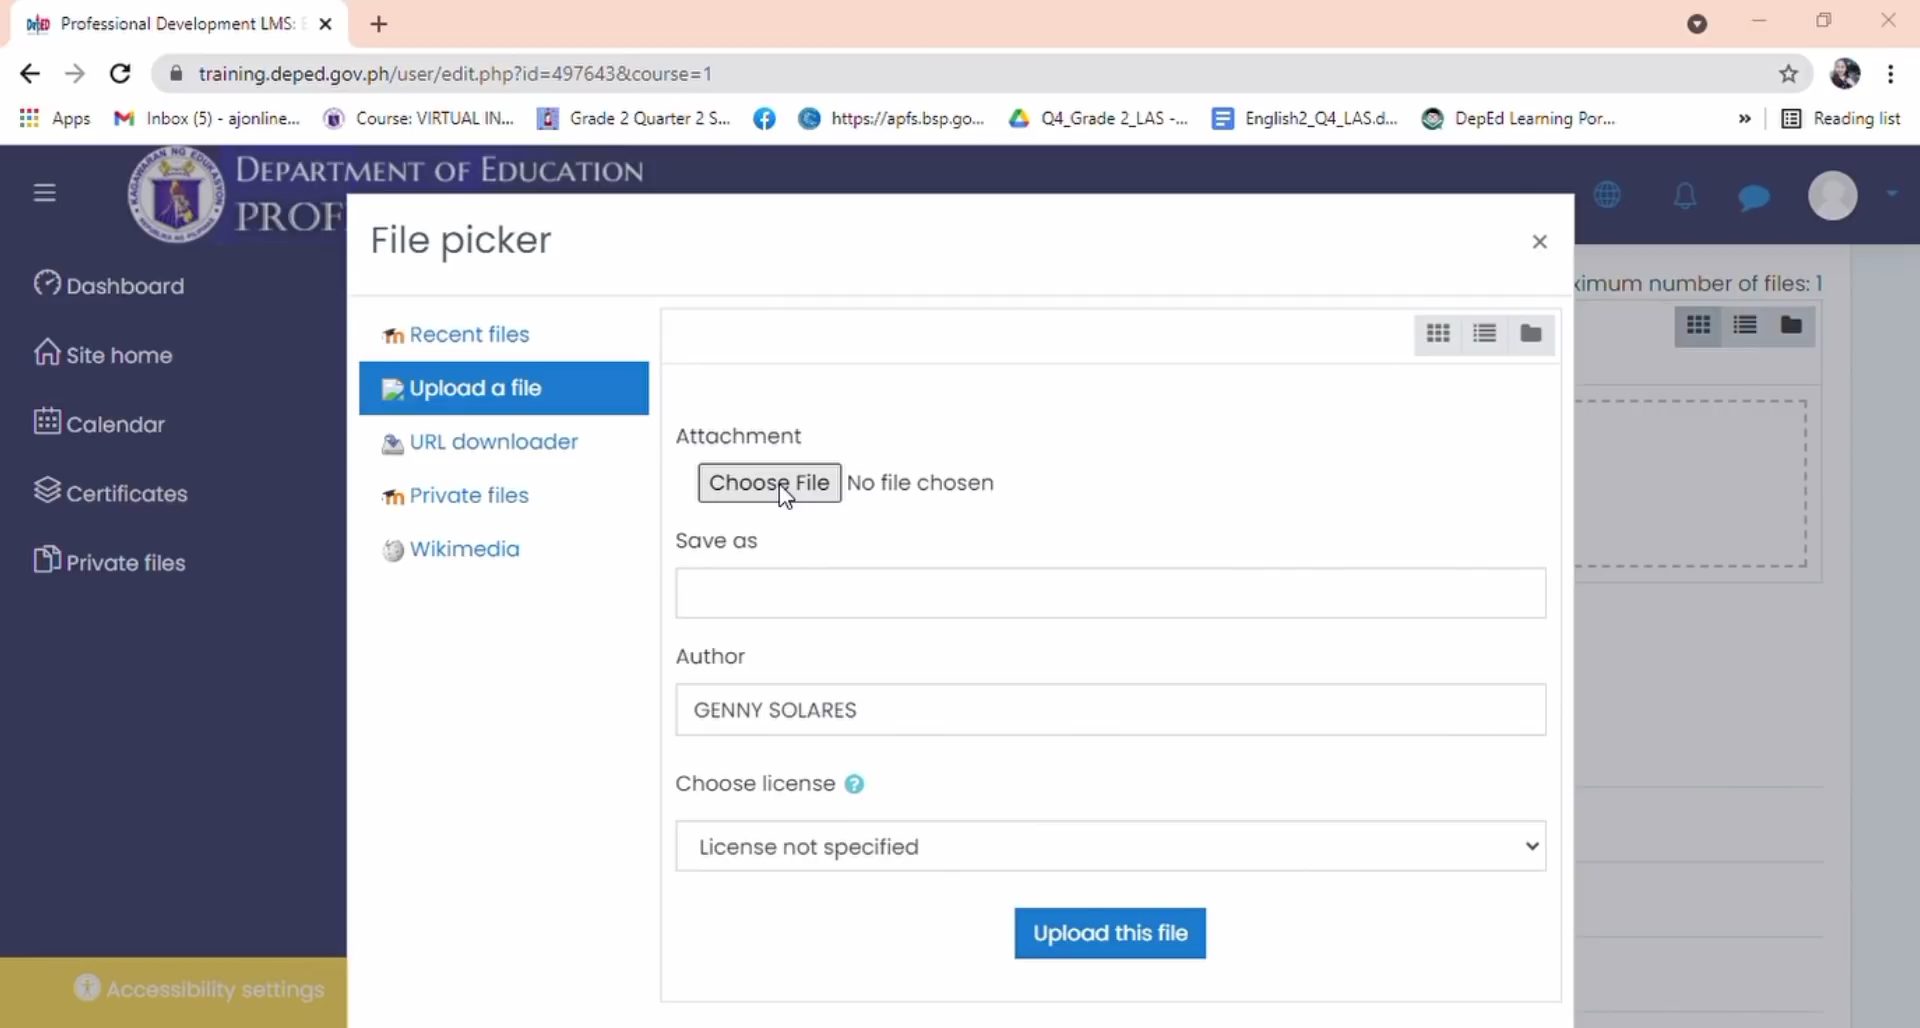 Professional Development LMS:
training.deped.gov.ph/user/edit.php?id=497643&course=1
Apps
Inbox (5) - ajonline...
Course: VIRTUAL IN...
Grade 2 Quarter 2 S...
https://apfs.bsp.go...
Q4_Grade 2_LAS -...
English2_Q4_LAS.d...
DepEd Learning Por...
»
Reading list
DEPARTMENT OF EDUCATION
PROF
Dashboard
Site home
Calendar
Certificates
Private files
Accessibility settings
File picker
×
ximum number of files: 1
Recent files
Upload a file
URL downloader
Private files
Wikimedia
Attachment
Choose File No file chosen
Save as
Author
GENNY SOLARES
Choose license ?
License not specified
Upload this file